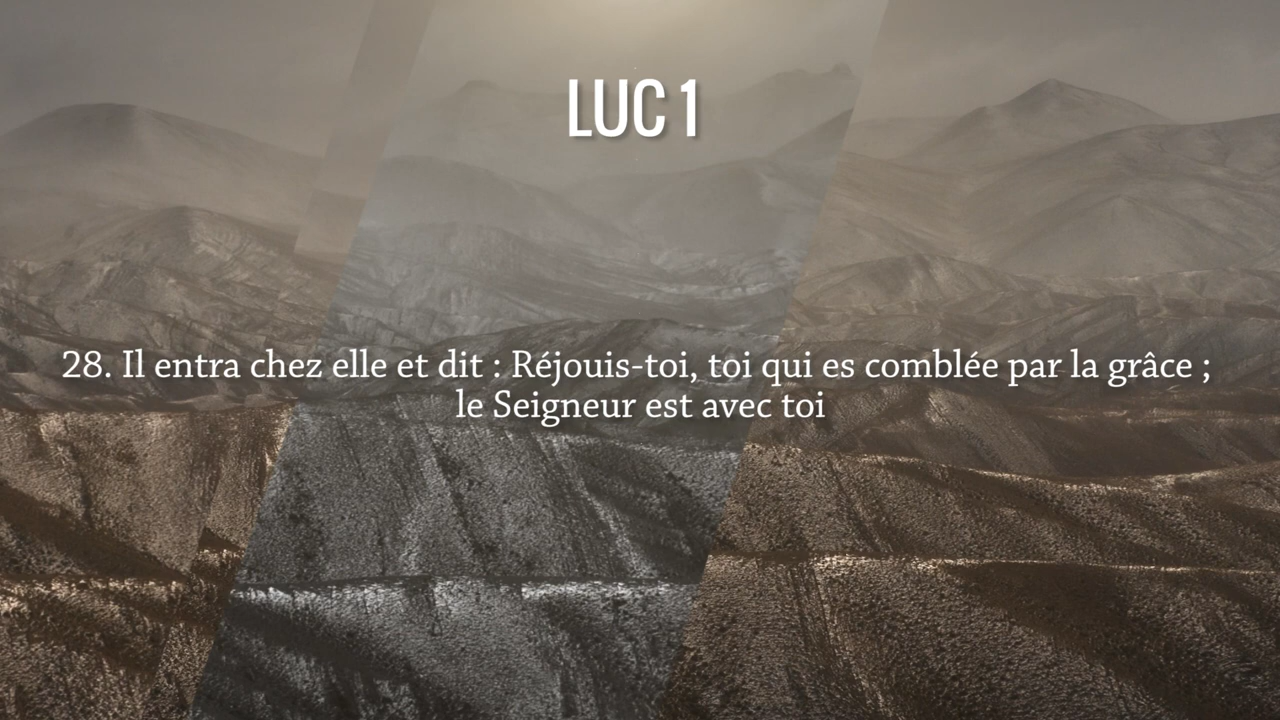 LUC 1
28. Il entra chez elle et dit : Réjouis-toi, toi qui es comblée par la grâce ;
le Seigneur est avec toi